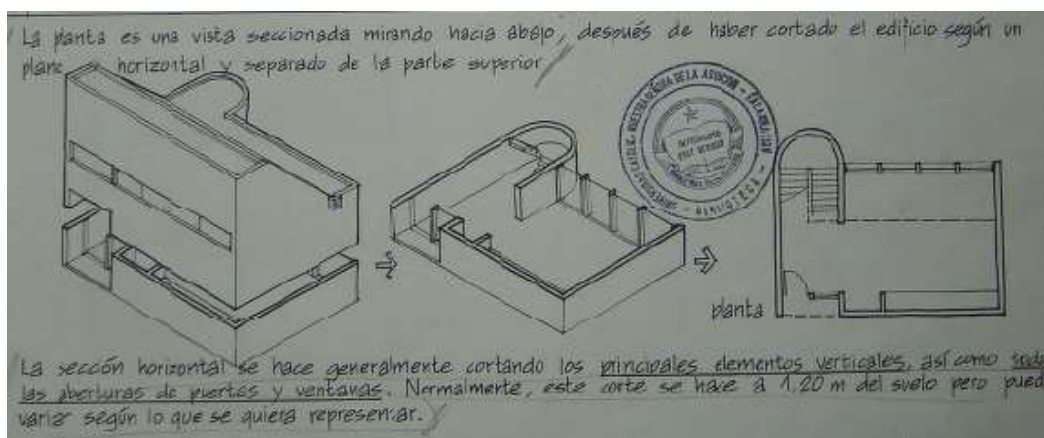 La planta es una vista seccionada mirando hacia abajo, después de haber cortado el edificio según un
plano horizontal y separado de la parte superior
planta
La sección horizontal se hace generalmente cortando los principales elementos verticales, así como
las aberturas de puertas y ventanas. Normalmente, este corte se hace a 1,20 m del suelo pero
variar según lo que se quiera representar.